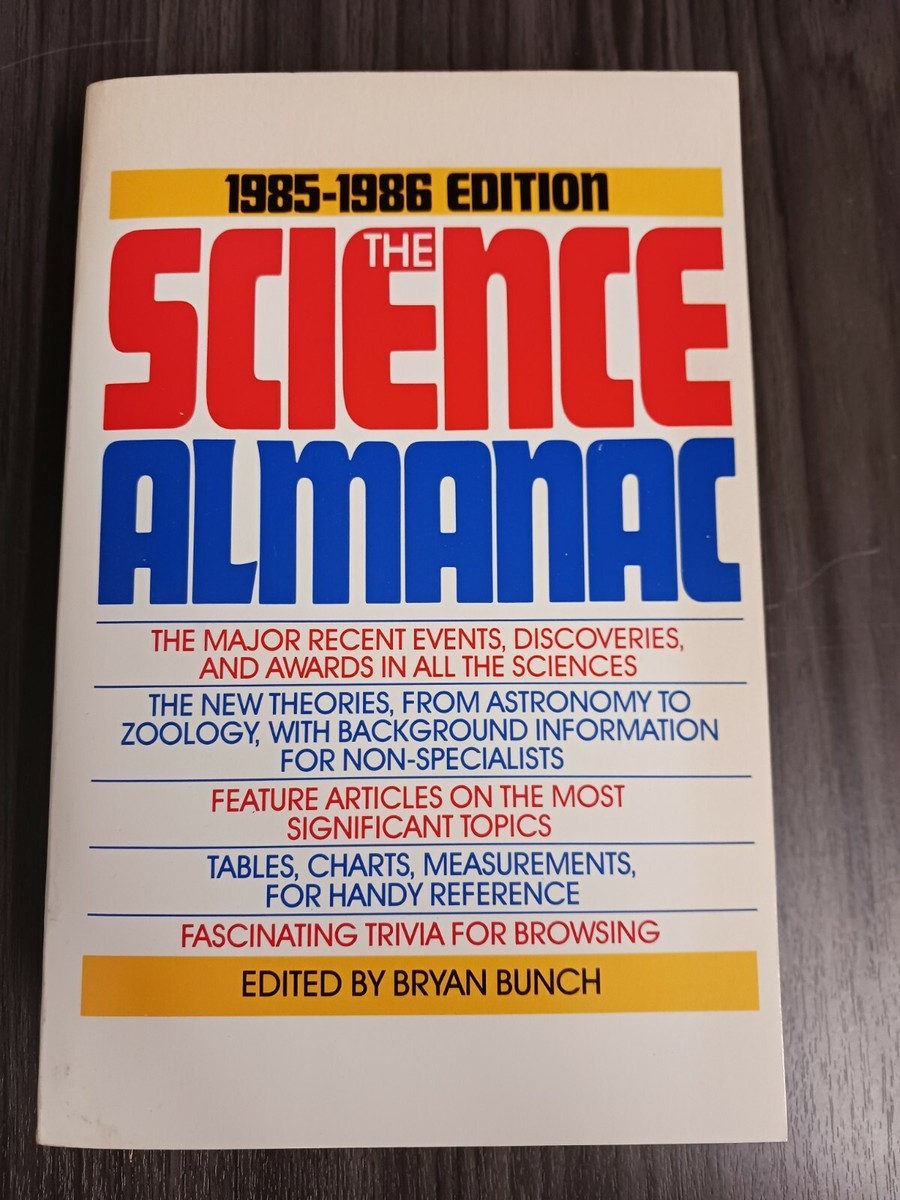 1985-1986 EDITION
THE
SCIENCE
ALMANAC
THE MAJOR RECENT EVENTS, DISCOVERIES,
AND AWARDS IN ALL THE SCIENCES
THE NEW THEORIES, FROM ASTRONOMY TO
ZOOLOGY, WITH BACKGROUND INFORMATION
FOR NON-SPECIALISTS
FEATURE ARTICLES ON THE MOST
SIGNIFICANT TOPICS
TABLES, CHARTS, MEASUREMENTS,
FOR HANDY REFERENCE
FASCINATING TRIVIA FOR BROWSING
EDITED BY BRYAN BUNCH